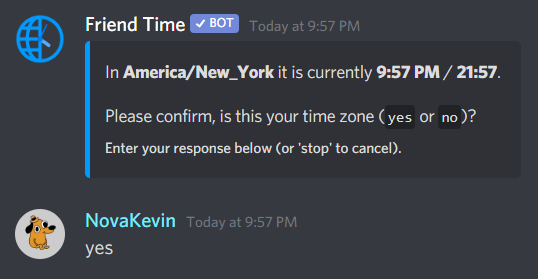 Friend Time ✓ BOT Today at 9:57 PM
In America/New_York it is currently 9:57 PM / 21:57.
Please confirm, is this your time zone (yes or no)?
Enter your response below (or 'stop' to cancel).
NovaKevin Today at 9:57 PM
yes